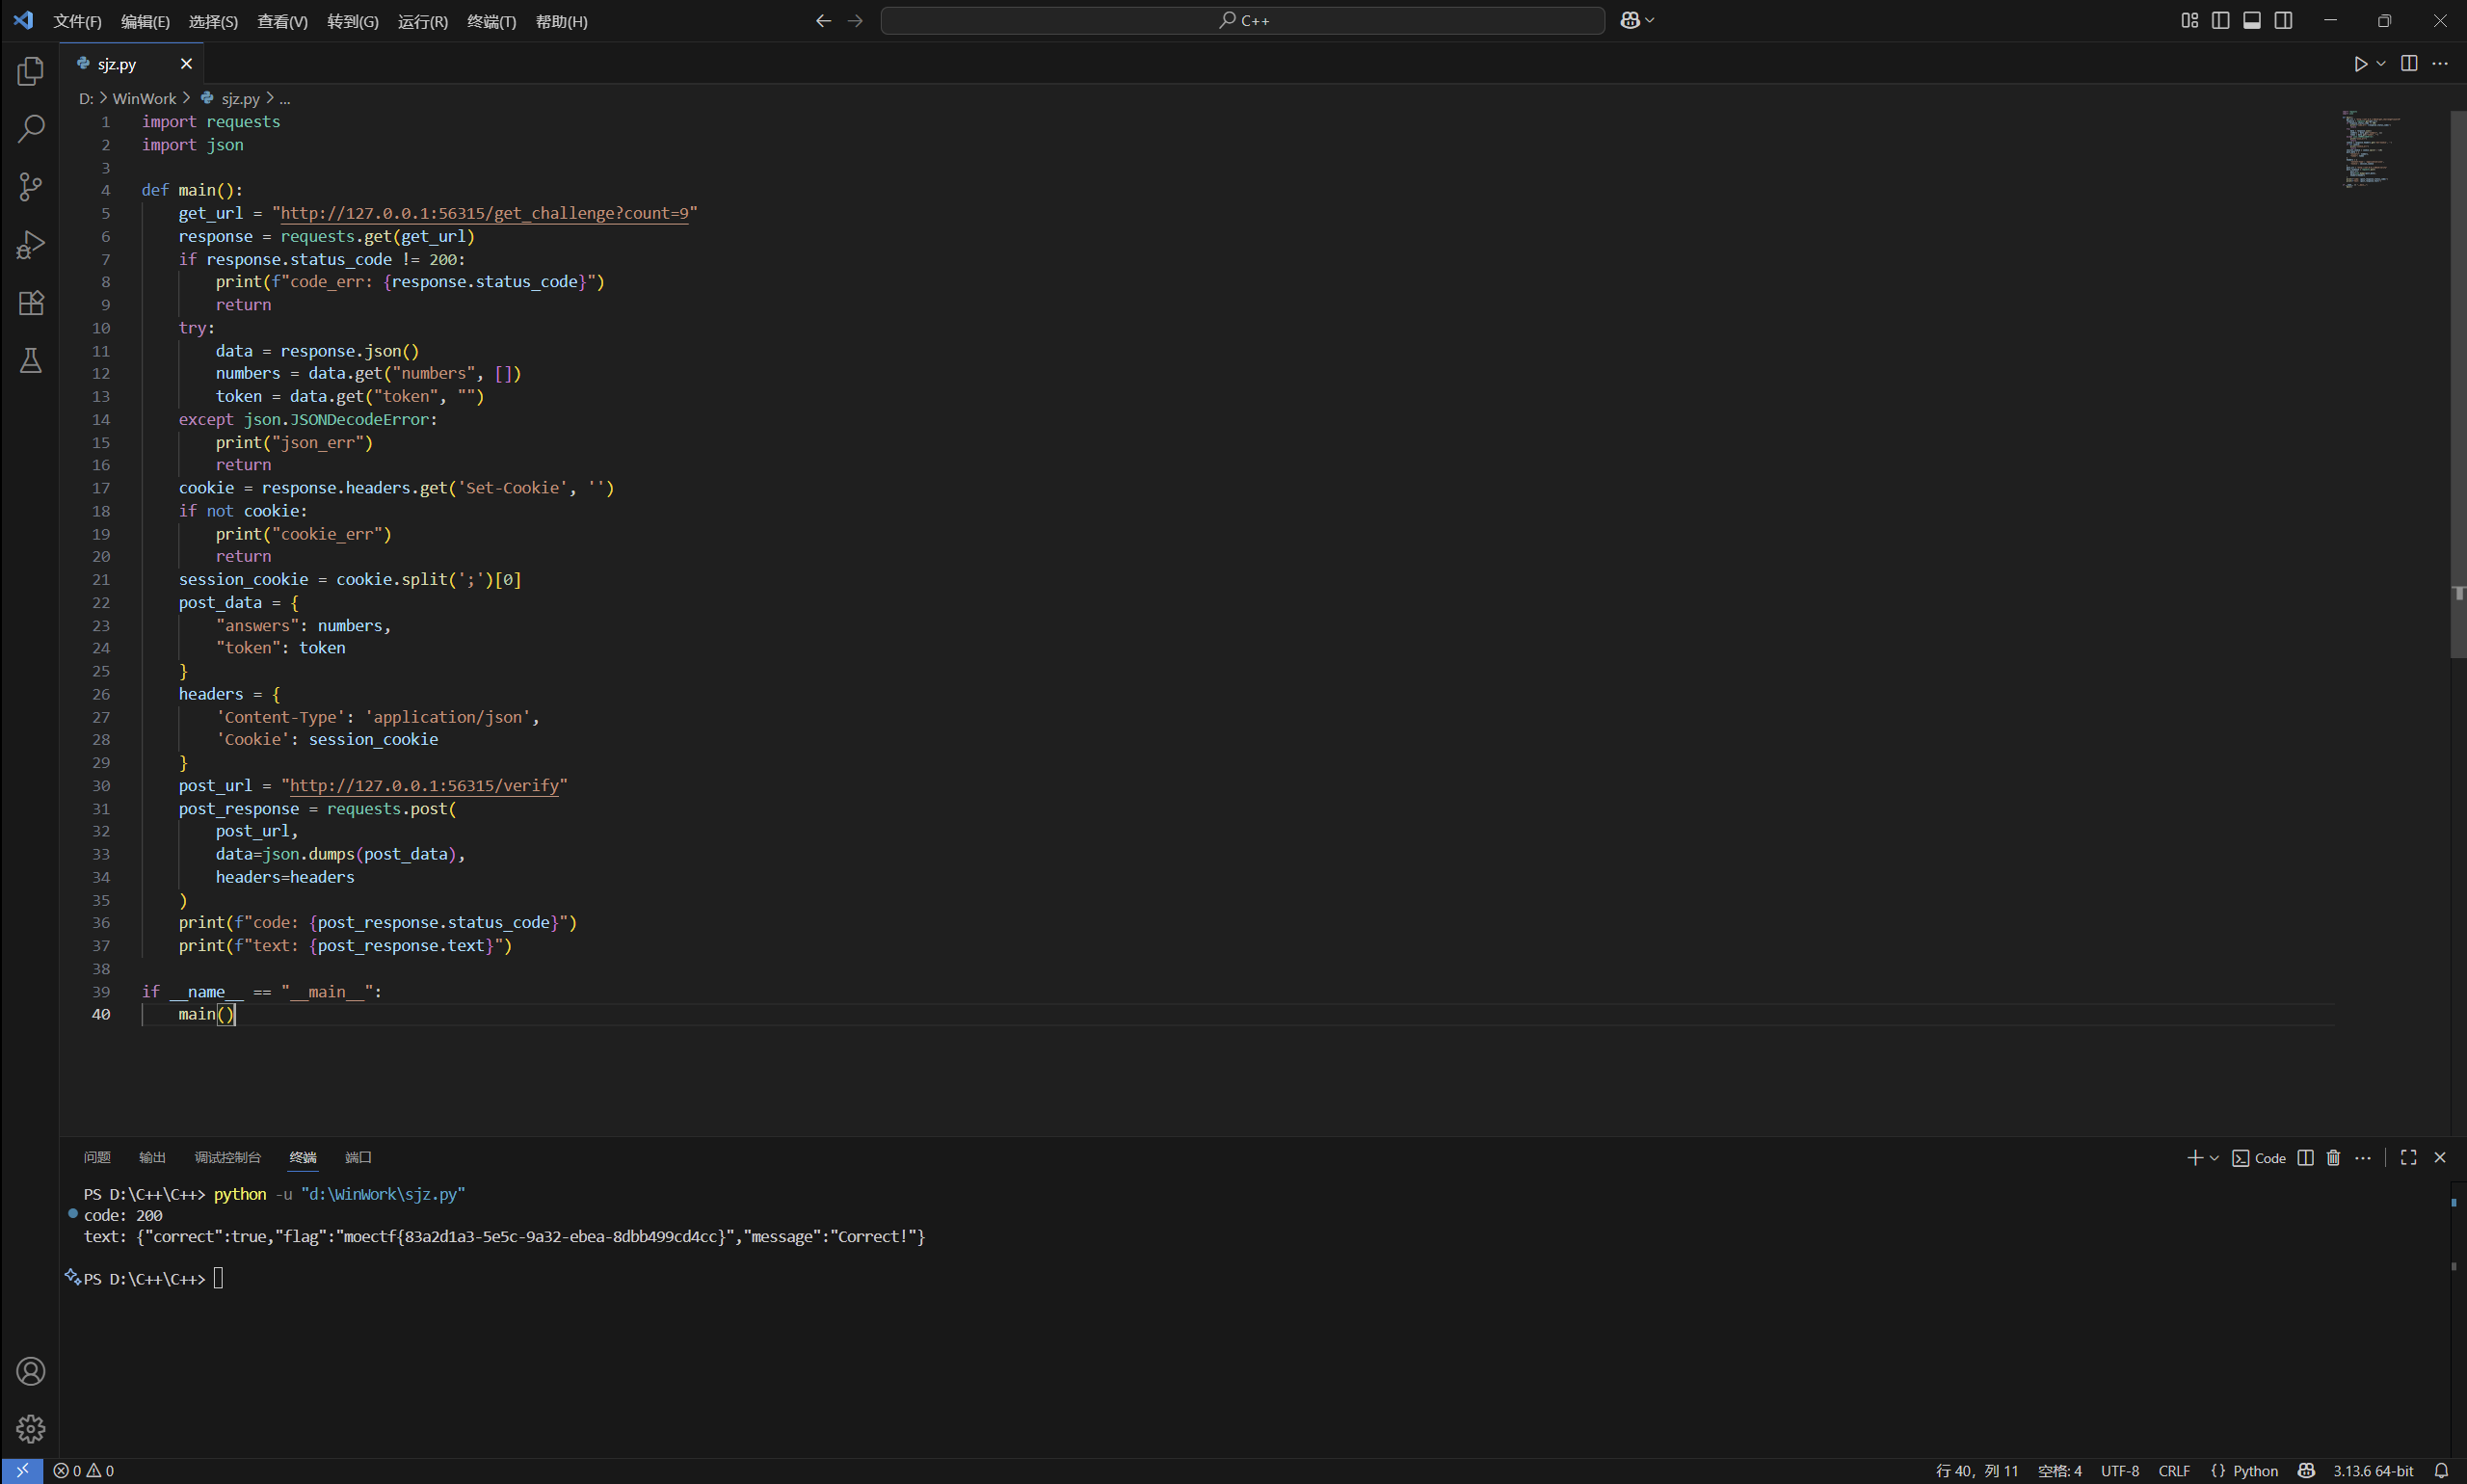 文件(F) 编辑(E) 选择(S) 查看(V) 转到(G) 运行(R) 终端(T) 帮助(H) C++
sjz.py
D: > WinWork > sjz.py > ...
1 import requests
2 import json
3
4 def main():
5     get_url = "http://127.0.0.1:56315/get_challenge?count=9"
6     response = requests.get(get_url)
7     if response.status_code != 200:
8         print(f"code_err: {response.status_code}")
9         return
10     try:
11         data = response.json()
12         numbers = data.get("numbers", [])
13         token = data.get("token", "")
14     except json.JSONDecodeError:
15         print("json_err")
16         return
17     cookie = response.headers.get('Set-Cookie', '')
18     if not cookie:
19         print("cookie_err")
20         return
21     session_cookie = cookie.split(';')[0]
22     post_data = {
23         "answers": numbers,
24         "token": token
25     }
26     headers = {
27         'Content-Type': 'application/json',
28         'Cookie': session_cookie
29     }
30     post_url = "http://127.0.0.1:56315/verify"
31     post_response = requests.post(
32         post_url,
33         data=json.dumps(post_data),
34         headers=headers
35     )
36     print(f"code: {post_response.status_code}")
37     print(f"text: {post_response.text}")
38
39 if __name__ == "__main__":
40     main()
问题 输出 调试控制台 终端 端口 Code
PS D:\C++\C++> python -u "d:\WinWork\sjz.py"
code: 200
text: {"correct":true,"flag":"moectf{83a2d1a3-5e5c-9a32-ebea-8dbb499cd4cc}","message":"Correct!"}
PS D:\C++\C++>
0 0 行 40，列 11 空格: 4 UTF-8 CRLF {} Python 3.13.6 64-bit